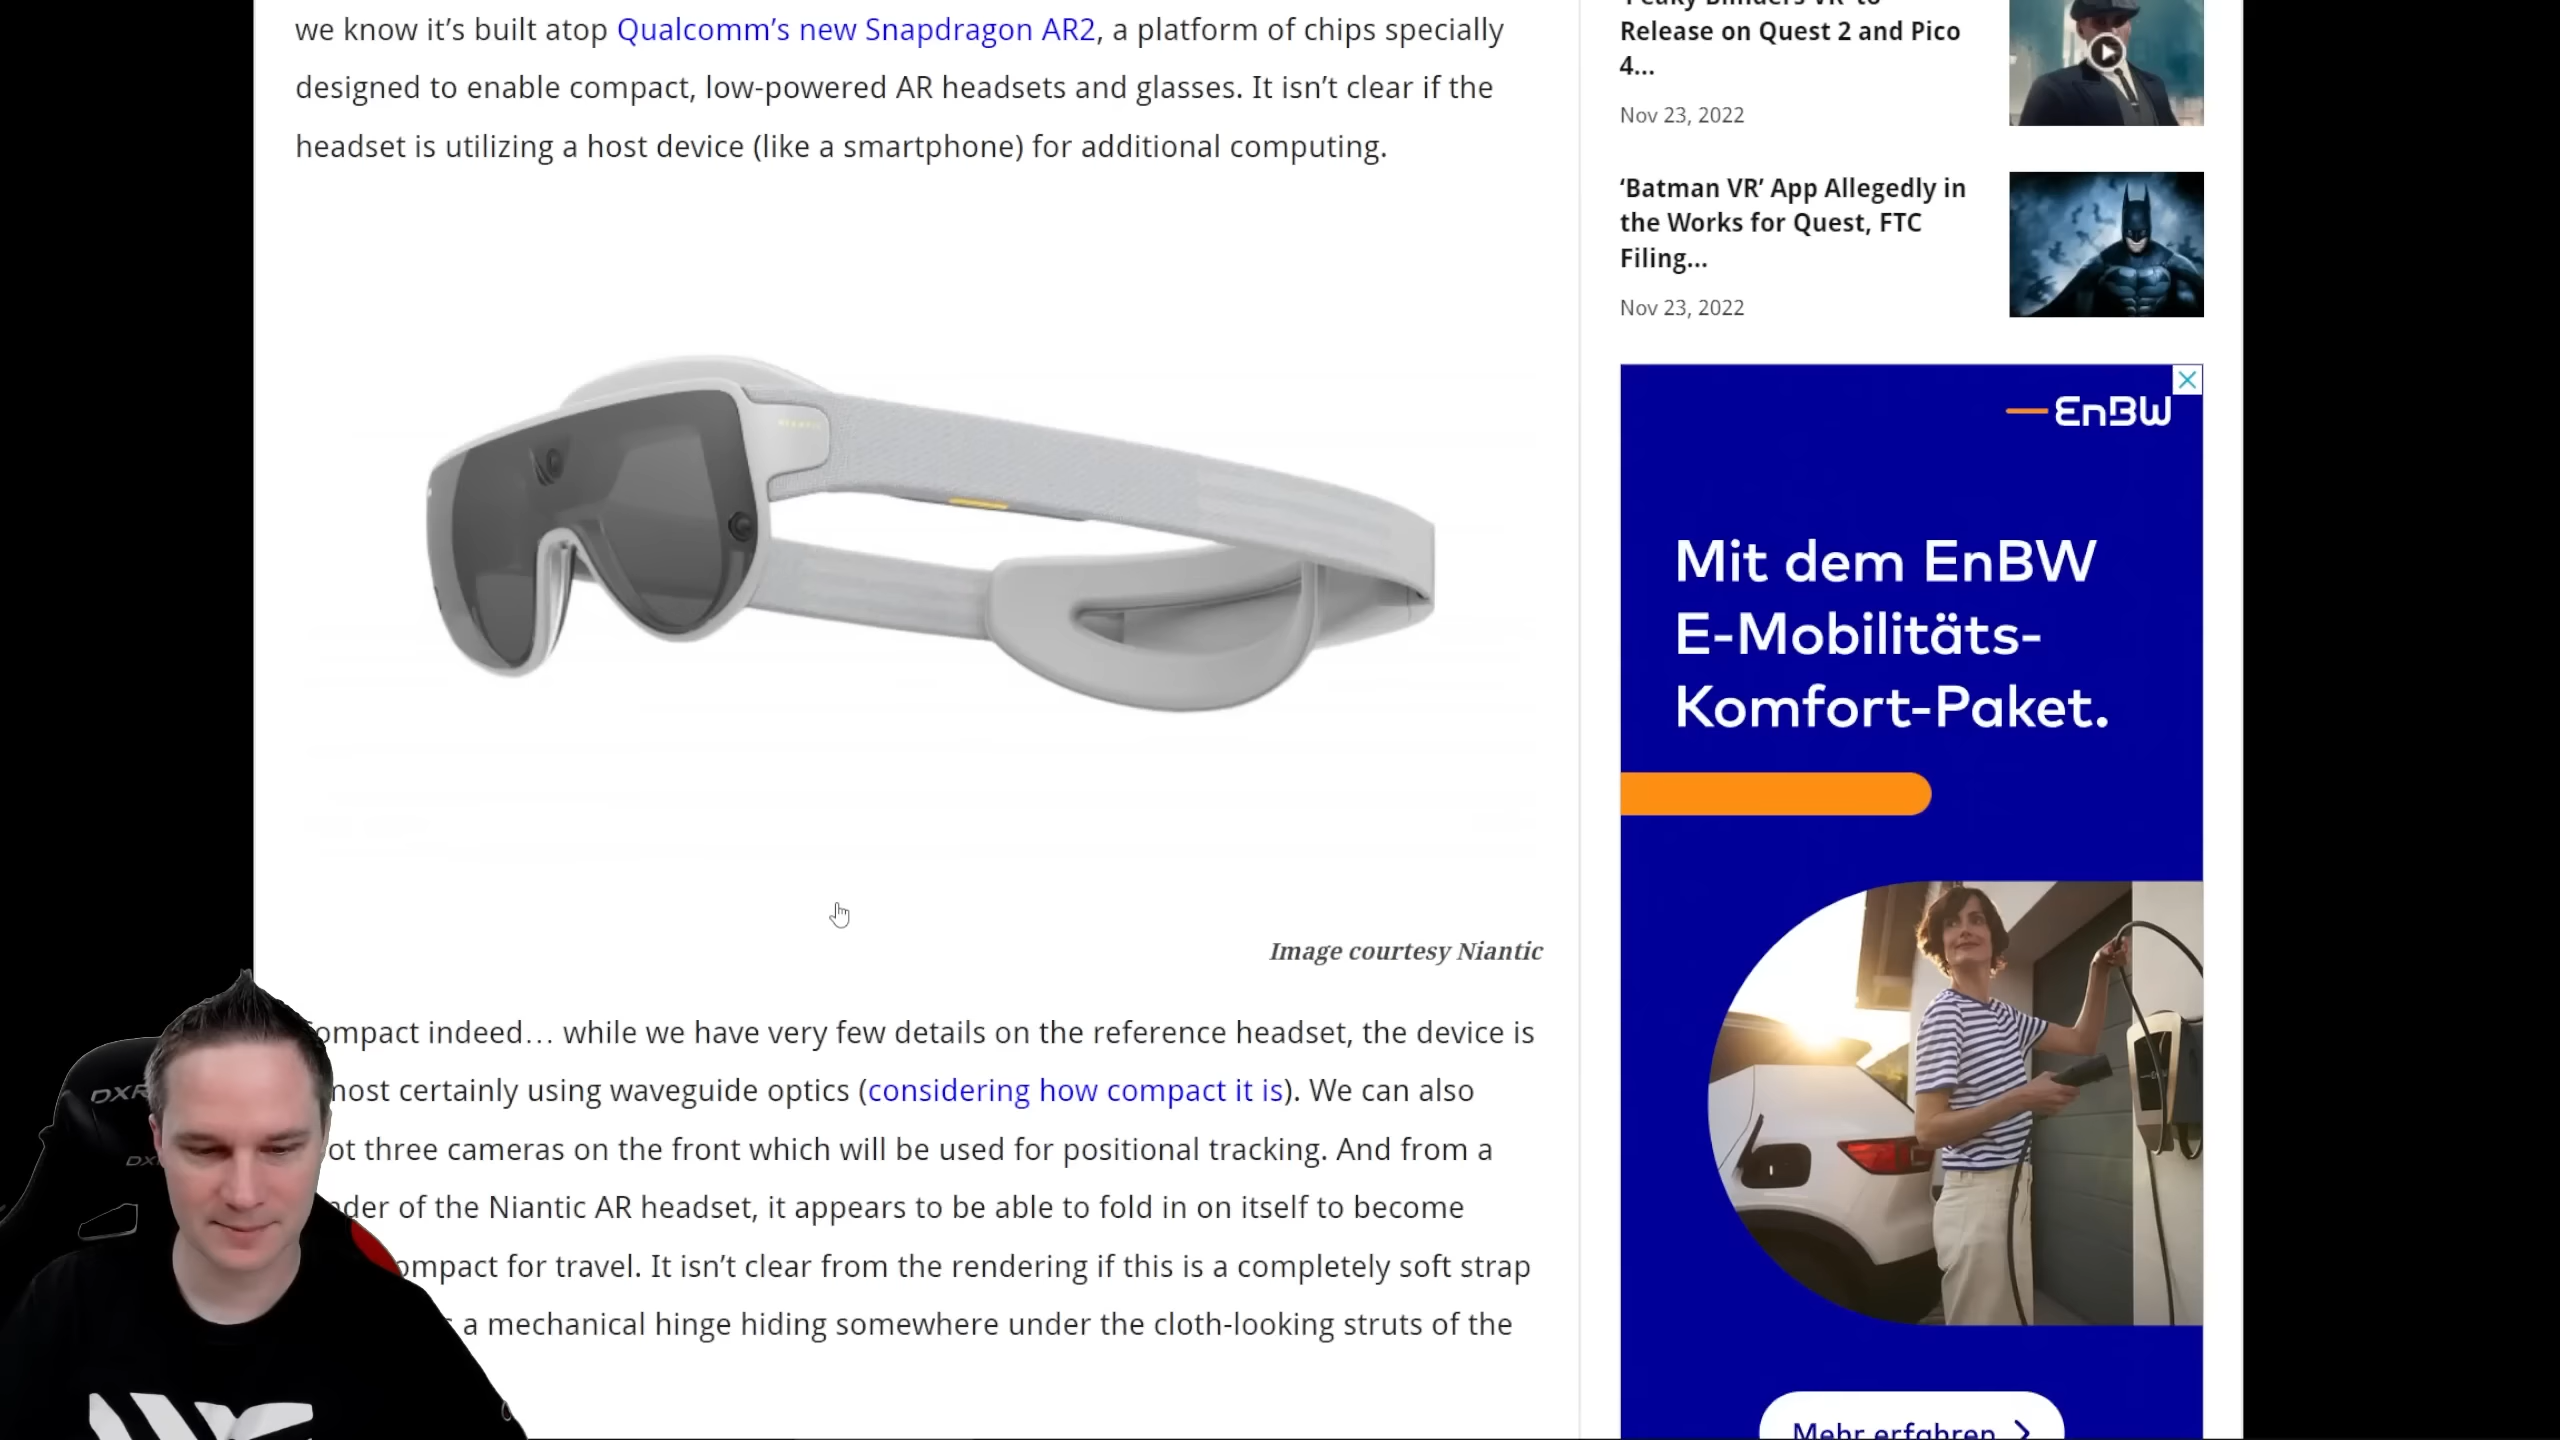 we know it’s built atop Qualcomm’s new Snapdragon AR2, a platform of chips specially
designed to enable compact, low-powered AR headsets and glasses. It isn’t clear if the
headset is utilizing a host device (like a smartphone) for additional computing.
Image courtesy Niantic
ompact indeed… while we have very few details on the reference headset, the device is
most certainly using waveguide optics (considering how compact it is). We can also
ot three cameras on the front which will be used for positional tracking. And from a
nder of the Niantic AR headset, it appears to be able to fold in on itself to become
ompact for travel. It isn’t clear from the rendering if this is a completely soft strap
s a mechanical hinge hiding somewhere under the cloth-looking struts of the
Release on Quest 2 and Pico
4…
Nov 23, 2022
‘Batman VR’ App Allegedly in
the Works for Quest, FTC
Filing…
Nov 23, 2022
EnBW
Mit dem EnBW
E-Mobilitäts-
Komfort-Paket.
Mehr erfahren
DXR
DX